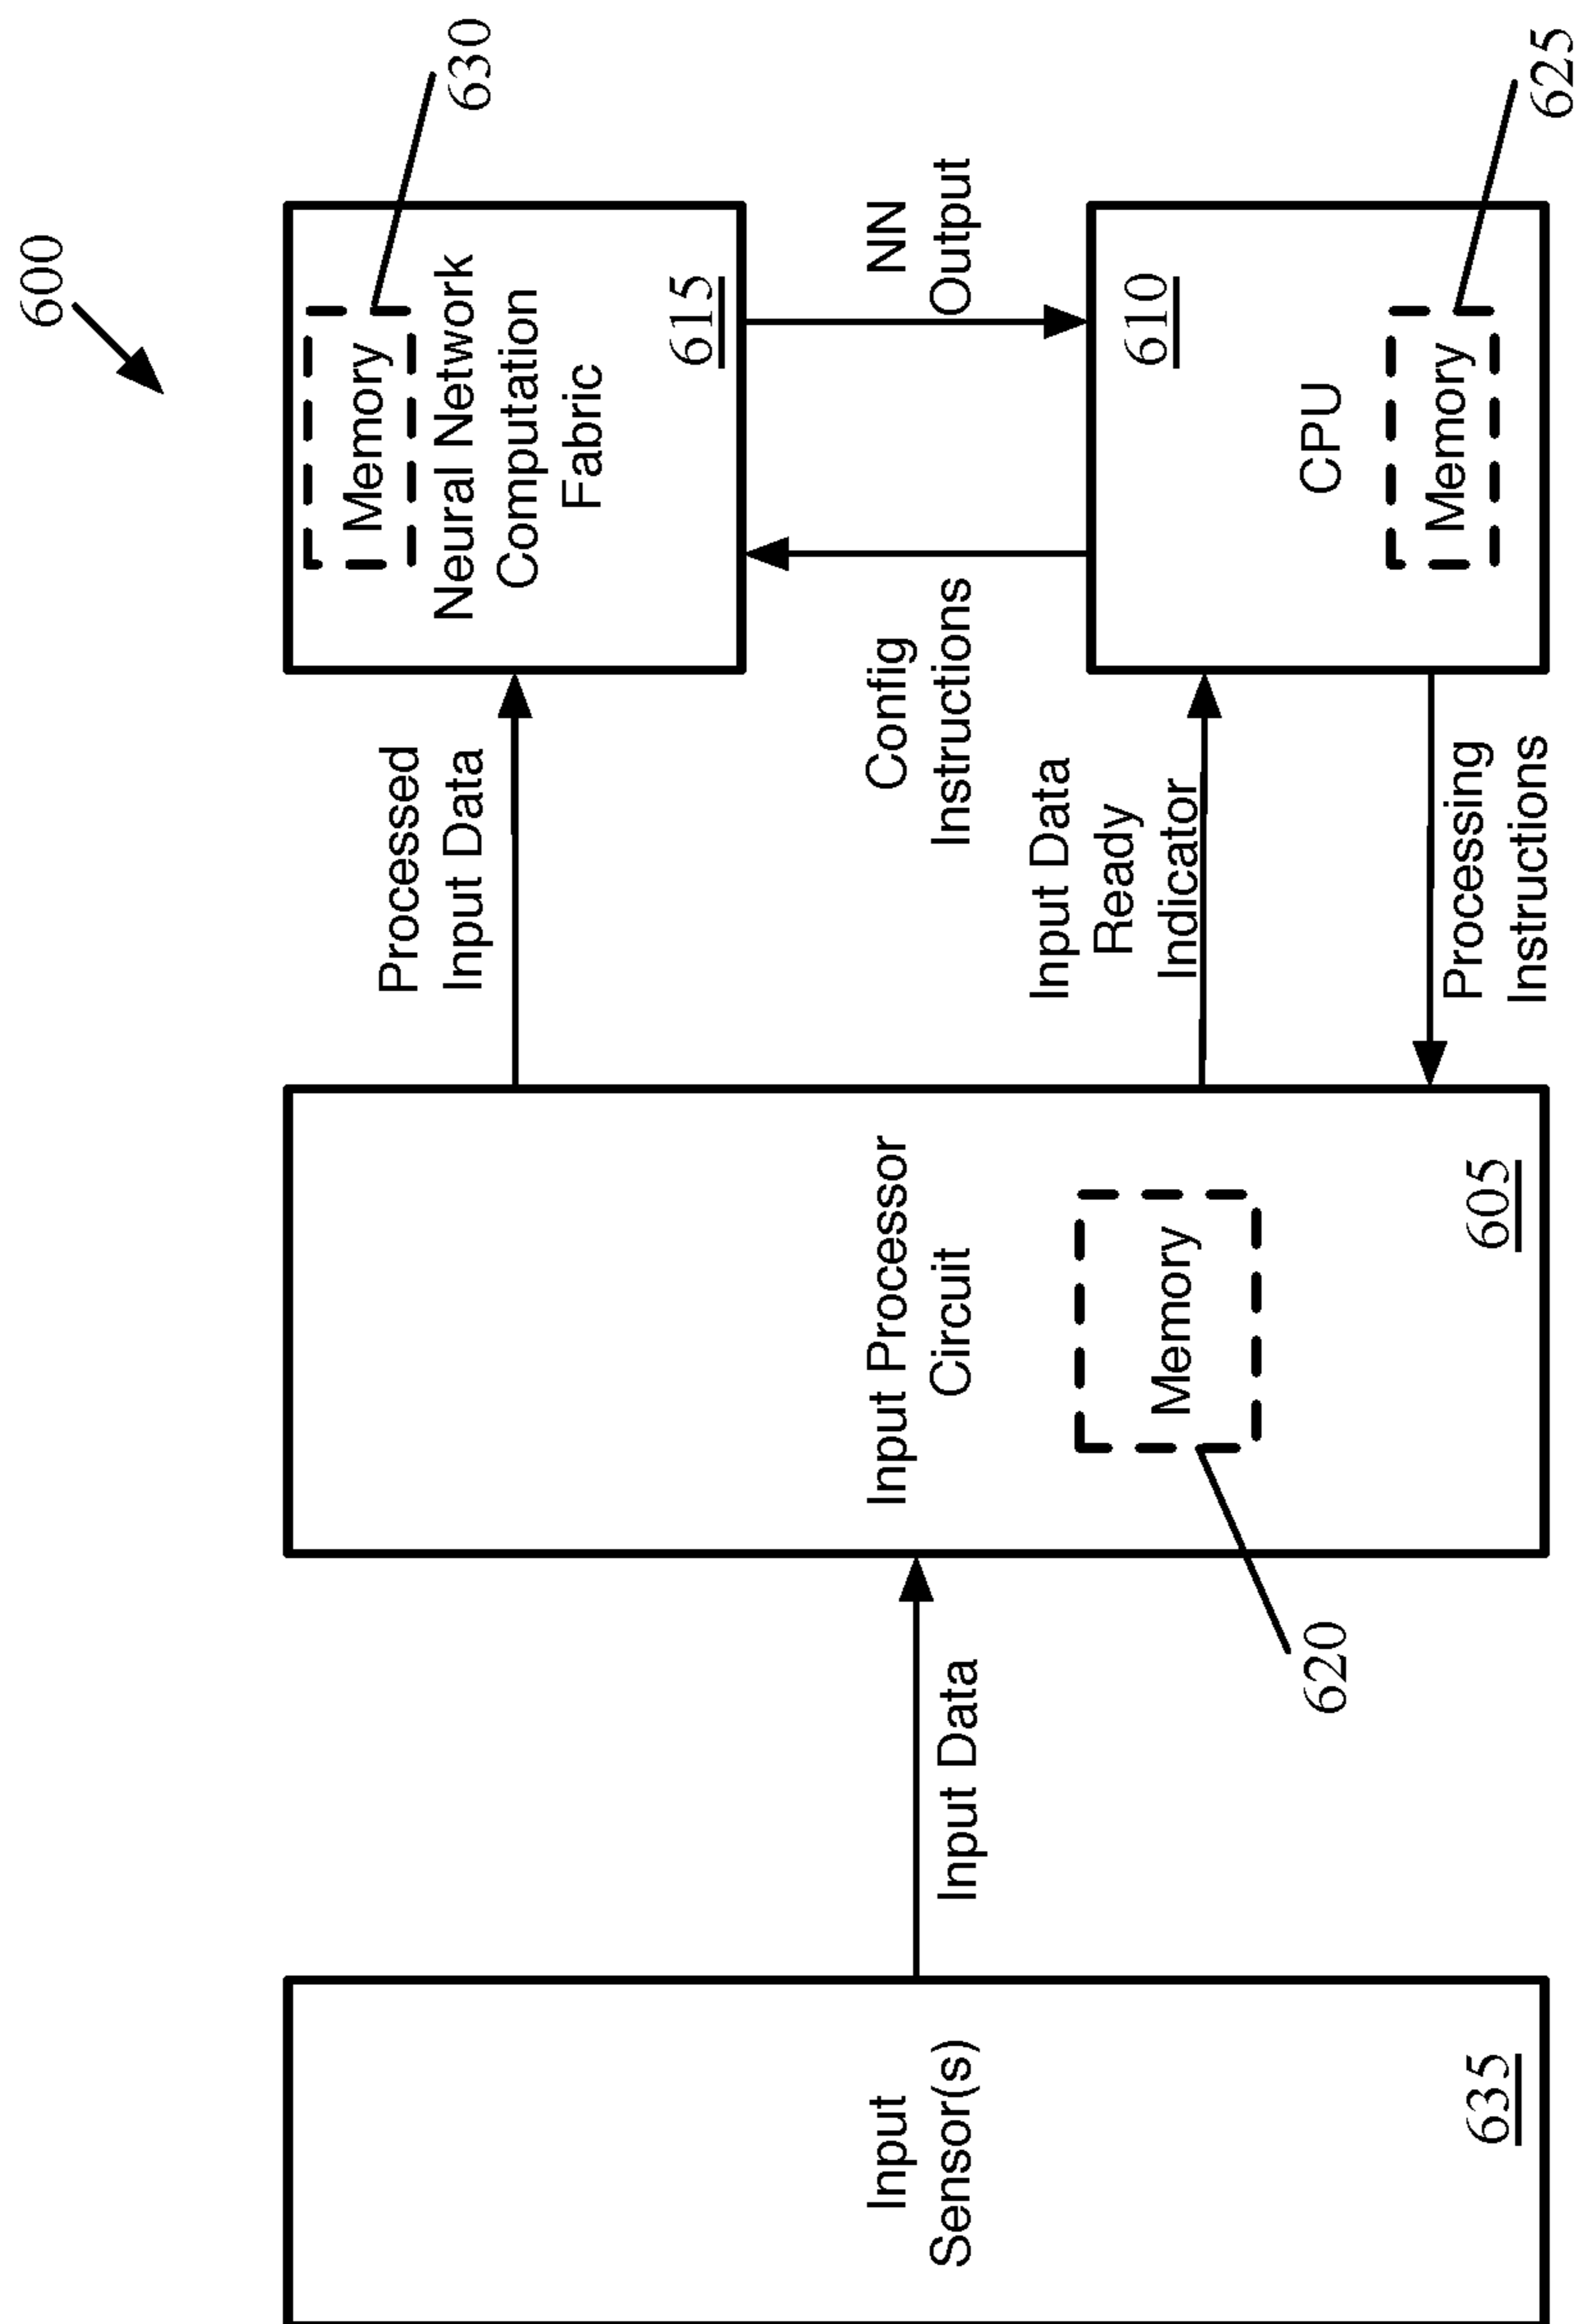 600
Input
Sensor(s)
635
Input Data
Input Processor
Circuit
Memory
620
605
Processed
Input Data
Input Data
Ready
Indicator
Processing
Instructions
Memory
630
Neural Network
Computation
Fabric
615
Config
Instructions
NN
Output
610
CPU
Memory
625